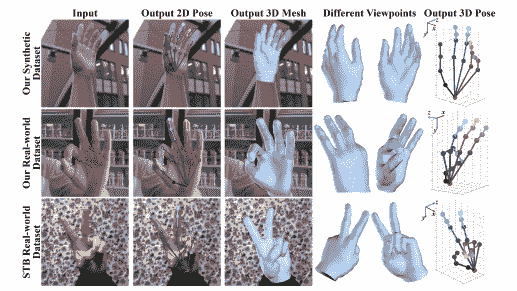 Input Output 2D Pose Output 3D Mesh Different Viewpoints Output 3D Pose
Our Synthetic
Dataset
Our Real-world
Dataset
STB Real-world
Dataset